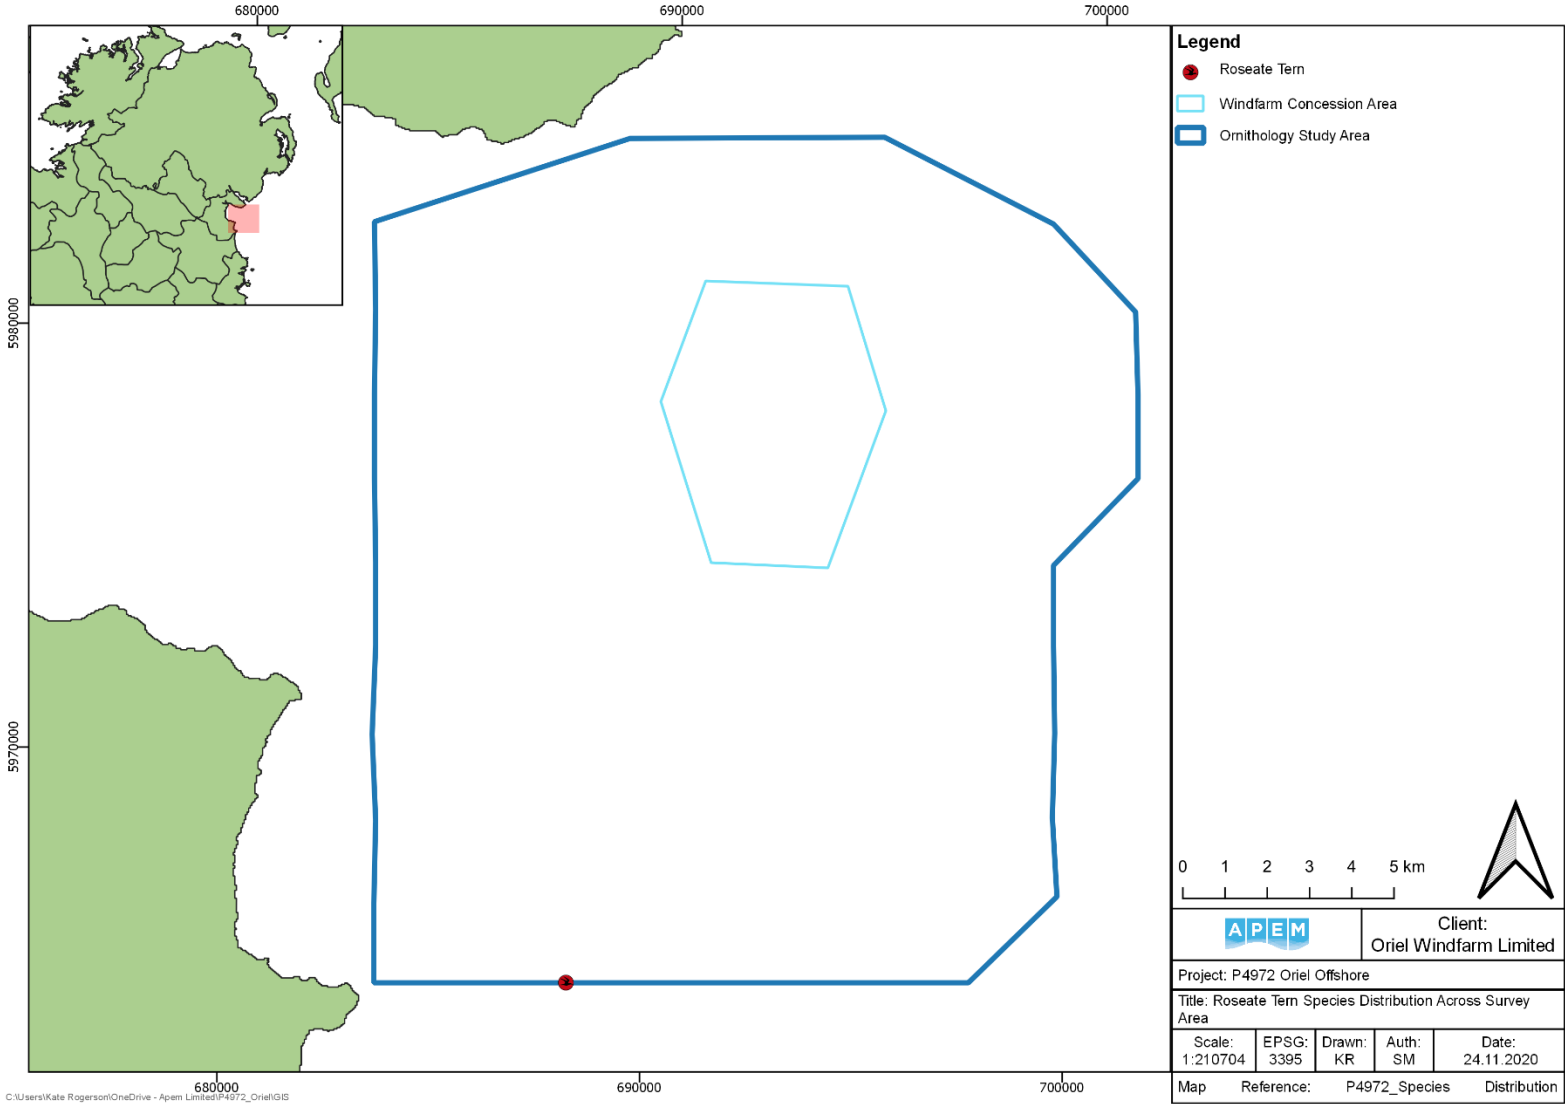 680000
690000
700000
5980000
5970000
680000
690000
700000
Legend
Roseate Tern
Windfarm Concession Area
Ornithology Study Area
0 1 2 3 4 5 km
APEM
Client:
Oriel Windfarm Limited
Project: P4972 Oriel Offshore
Title: Roseate Tern Species Distribution Across Survey
Area
Scale:
1:210704
EPSG:
3395
Drawn:
KR
Auth:
SM
Date:
24.11.2020
Map Reference: P4972_Species Distribution
C:\Users\Kate Rogerson\OneDrive - Apem Limited\P4972_Oriel\GIS